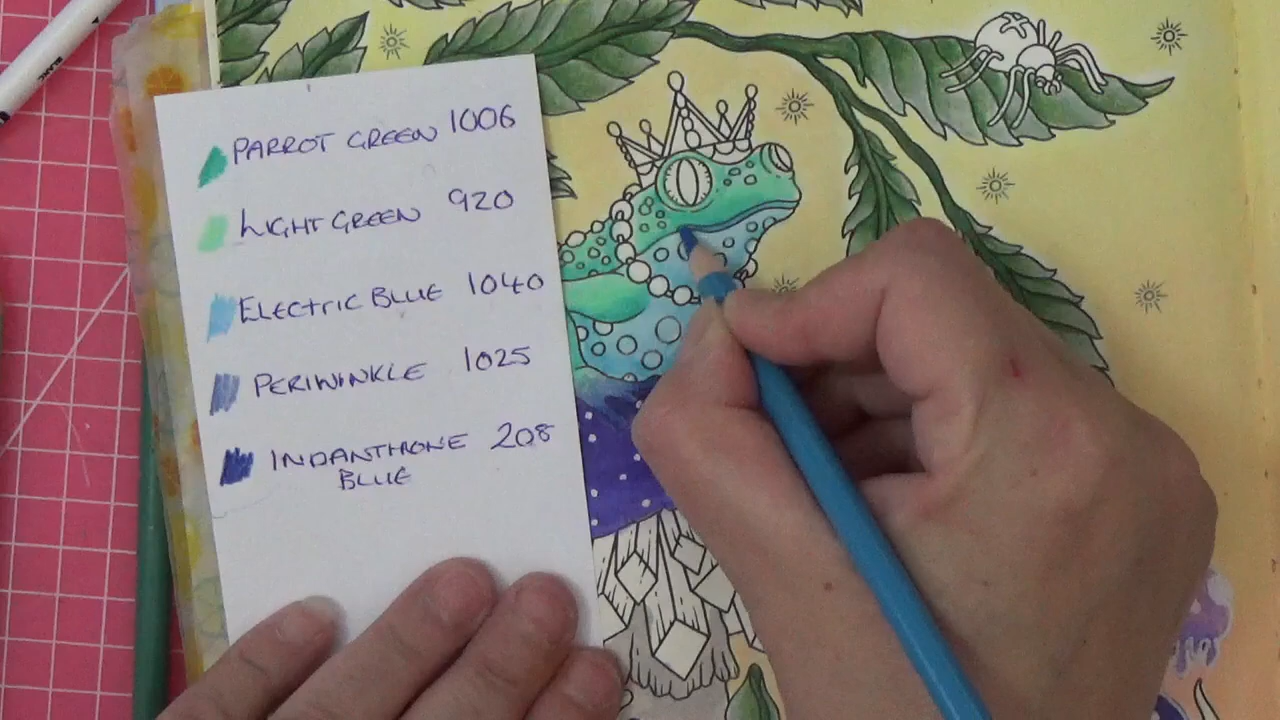 PARROT GREEN 1006
LIGHT GREEN 920
ELECTRIC BLUE 1040
PERIWINKLE 1025
INDANTHRONE 208
BLUE